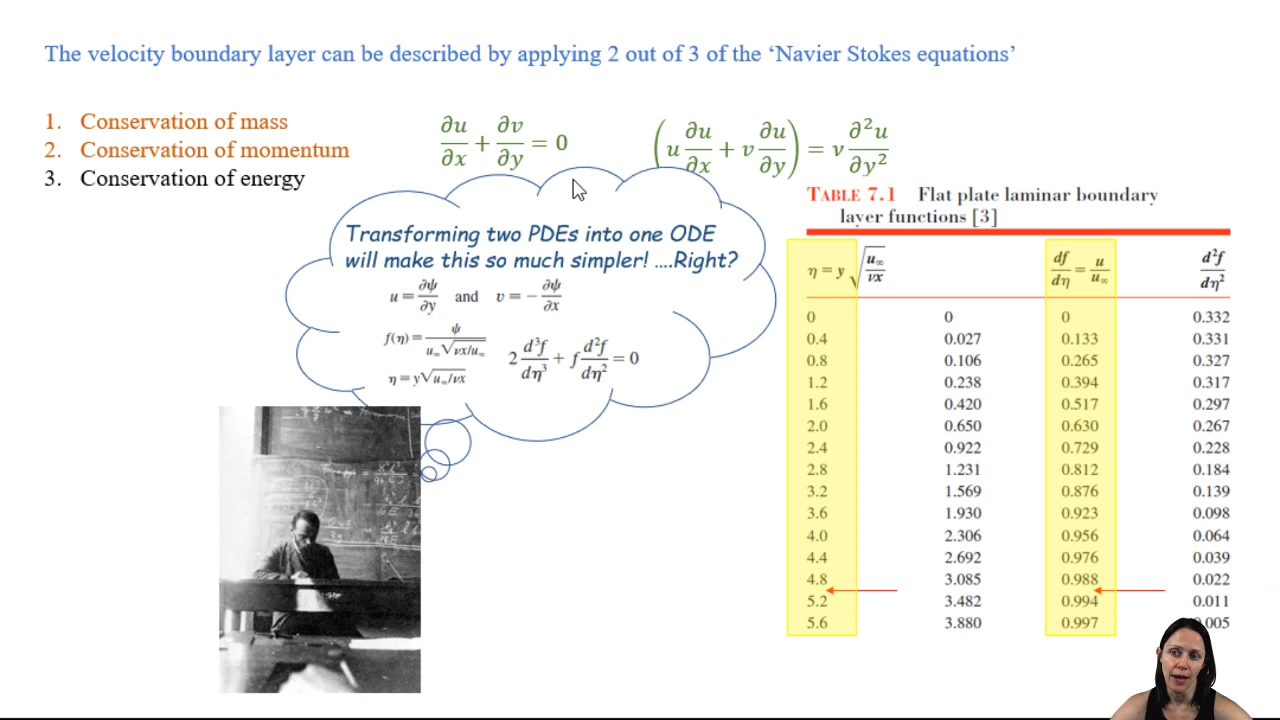 The velocity boundary layer can be described by applying 2 out of 3 of the ‘Navier Stokes equations’
1. Conservation of mass
2. Conservation of momentum
3. Conservation of energy
∂u/∂x + ∂v/∂y = 0
(u ∂u/∂x + v ∂u/∂y) = ν ∂²u/∂y²
Transforming two PDEs into one ODE
will make this so much simpler! ....Right?
u = ∂ψ/∂y and v = − ∂ψ/∂x
f(η) = ψ / u∞√νx/u∞
η = y√u∞/νx
2 d³f/dη³ + f d²f/dη² = 0
TABLE 7.1 Flat plate laminar boundary
layer functions [3]
η = y √u∞/νx df/dη = u/u∞ d²f/dη²
0 0 0 0.332
0.4 0.027 0.133 0.331
0.8 0.106 0.265 0.327
1.2 0.238 0.394 0.317
1.6 0.420 0.517 0.297
2.0 0.650 0.630 0.267
2.4 0.922 0.729 0.228
2.8 1.231 0.812 0.184
3.2 1.569 0.876 0.139
3.6 1.930 0.923 0.098
4.0 2.306 0.956 0.064
4.4 2.692 0.976 0.039
4.8 3.085 0.988 0.022
5.2 3.482 0.994 0.011
5.6 3.880 0.997 .005